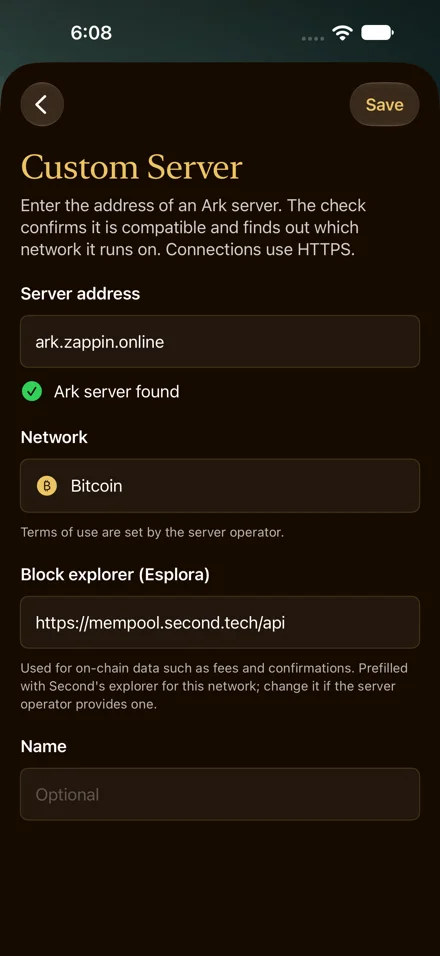 6:08
Save
Custom Server
Enter the address of an Ark server. The check
confirms it is compatible and finds out which
network it runs on. Connections use HTTPS.
Server address
ark.zappin.online
Ark server found
Network
Bitcoin
Terms of use are set by the server operator.
Block explorer (Esplora)
https://mempool.second.tech/api
Used for on-chain data such as fees and confirmations. Prefilled
with Second's explorer for this network; change it if the server
operator provides one.
Name
Optional